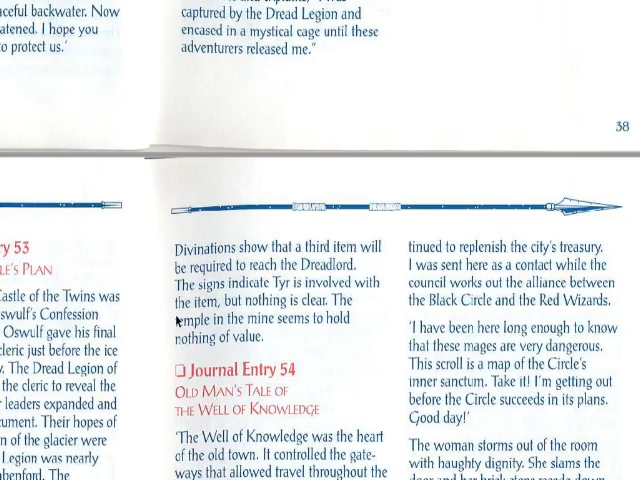 aceful backwater. Now
atened. I hope you
to protect us.'
captured by the Dread Legion and
encased in a mystical cage until these
adventurers released me."
38
ry 53
LE'S PLAN
Castle of the Twins was
swulf's Confession
Oswulf gave his final
cleric just before the ice
y. The Dread Legion of
the cleric to reveal the
r leaders expanded and
cument. Their hopes of
n of the glacier were
Legion was nearly
benford. The
Divinations show that a third item will
be required to reach the Dreadlord.
The signs indicate Tyr is involved with
the item, but nothing is clear. The
temple in the mine seems to hold
nothing of value.
❏ Journal Entry 54
OLD MAN'S TALE OF
THE WELL OF KNOWLEDGE
'The Well of Knowledge was the heart
of the old town. It controlled the gate-
ways that allowed travel throughout the
tinued to replenish the city's treasury.
I was sent here as a contact while the
council works out the alliance between
the Black Circle and the Red Wizards.
'I have been here long enough to know
that these mages are very dangerous.
This scroll is a map of the Circle's
inner sanctum. Take it! I'm getting out
before the Circle succeeds in its plans.
Good day!'
The woman storms out of the room
with haughty dignity. She slams the